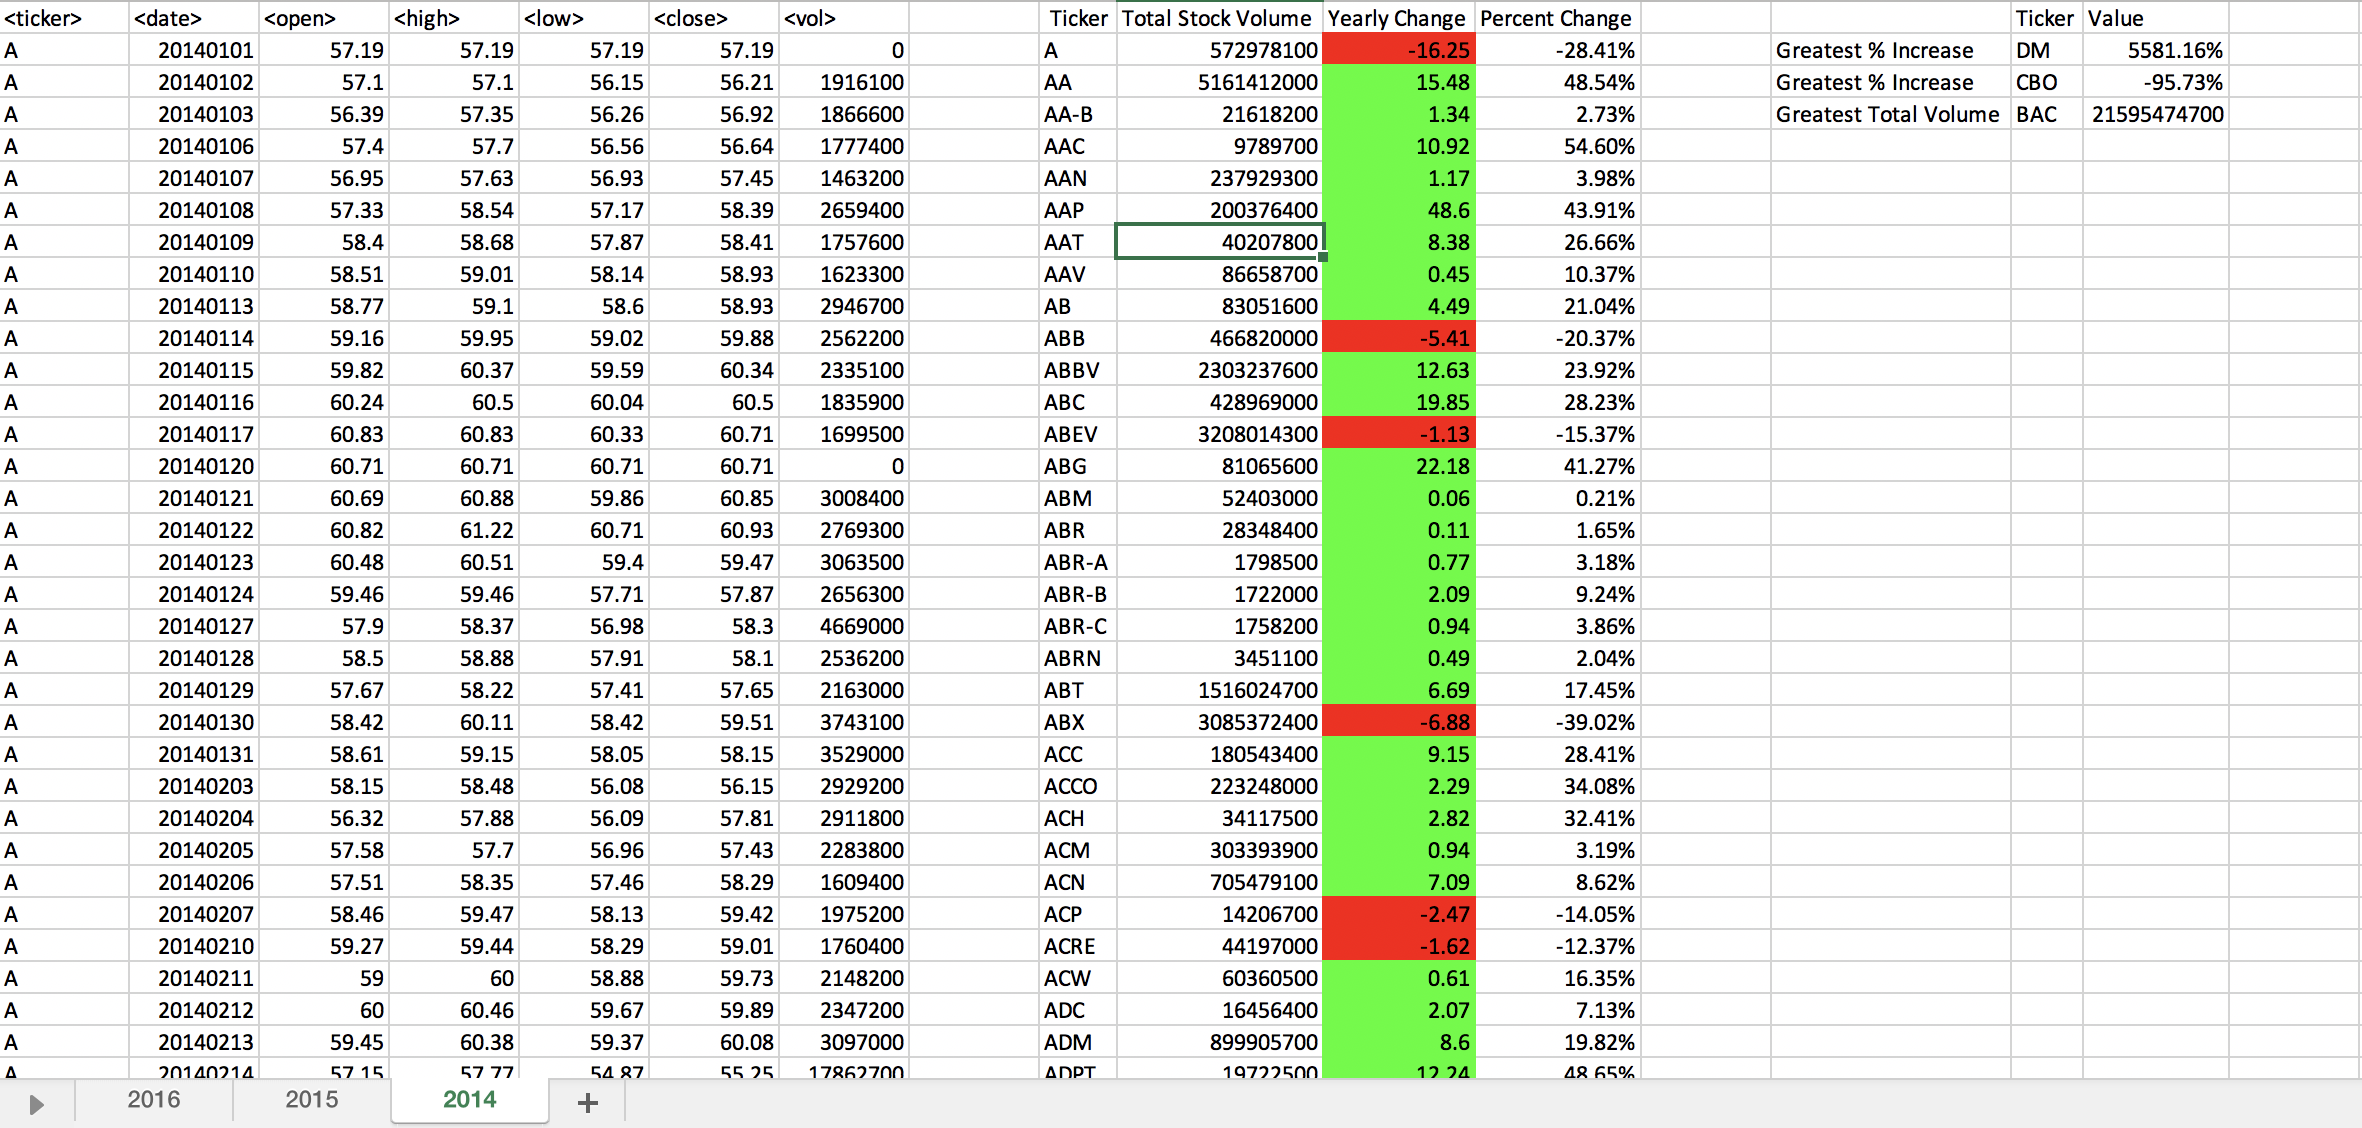 <ticker> <date> <open> <high> <low> <close> <vol> Ticker Total Stock Volume Yearly Change Percent Change Ticker Value
A 20140101 57.19 57.19 57.19 57.19 0 A 572978100 -16.25 -28.41% Greatest % Increase DM 5581.16%
A 20140102 57.1 57.1 56.15 56.21 1916100 AA 5161412000 15.48 48.54% Greatest % Increase CBO -95.73%
A 20140103 56.39 57.35 56.26 56.92 1866600 AA-B 21618200 1.34 2.73% Greatest Total Volume BAC 21595474700
A 20140106 57.4 57.7 56.56 56.64 1777400 AAC 9789700 10.92 54.60%
A 20140107 56.95 57.63 56.93 57.45 1463200 AAN 237929300 1.17 3.98%
A 20140108 57.33 58.54 57.17 58.39 2659400 AAP 200376400 48.6 43.91%
A 20140109 58.4 58.68 57.87 58.41 1757600 AAT 40207800 8.38 26.66%
A 20140110 58.51 59.01 58.14 58.93 1623300 AAV 86658700 0.45 10.37%
A 20140113 58.77 59.1 58.6 58.93 2946700 AB 83051600 4.49 21.04%
A 20140114 59.16 59.95 59.02 59.88 2562200 ABB 466820000 -5.41 -20.37%
A 20140115 59.82 60.37 59.59 60.34 2335100 ABBV 2303237600 12.63 23.92%
A 20140116 60.24 60.5 60.04 60.5 1835900 ABC 428969000 19.85 28.23%
A 20140117 60.83 60.83 60.33 60.71 1699500 ABEV 3208014300 -1.13 -15.37%
A 20140120 60.71 60.71 60.71 60.71 0 ABG 81065600 22.18 41.27%
A 20140121 60.69 60.88 59.86 60.85 3008400 ABM 52403000 0.06 0.21%
A 20140122 60.82 61.22 60.71 60.93 2769300 ABR 28348400 0.11 1.65%
A 20140123 60.48 60.51 59.4 59.47 3063500 ABR-A 1798500 0.77 3.18%
A 20140124 59.46 59.46 57.71 57.87 2656300 ABR-B 1722000 2.09 9.24%
A 20140127 57.9 58.37 56.98 58.3 4669000 ABR-C 1758200 0.94 3.86%
A 20140128 58.5 58.88 57.91 58.1 2536200 ABRN 3451100 0.49 2.04%
A 20140129 57.67 58.22 57.41 57.65 2163000 ABT 1516024700 6.69 17.45%
A 20140130 58.42 60.11 58.42 59.51 3743100 ABX 3085372400 -6.88 -39.02%
A 20140131 58.61 59.15 58.05 58.15 3529000 ACC 180543400 9.15 28.41%
A 20140203 58.15 58.48 56.08 56.15 2929200 ACCO 223248000 2.29 34.08%
A 20140204 56.32 57.88 56.09 57.81 2911800 ACH 34117500 2.82 32.41%
A 20140205 57.58 57.7 56.96 57.43 2283800 ACM 303393900 0.94 3.19%
A 20140206 57.51 58.35 57.46 58.29 1609400 ACN 705479100 7.09 8.62%
A 20140207 58.46 59.47 58.13 59.42 1975200 ACP 14206700 -2.47 -14.05%
A 20140210 59.27 59.44 58.29 59.01 1760400 ACRE 44197000 -1.62 -12.37%
A 20140211 59 60 58.88 59.73 2148200 ACW 60360500 0.61 16.35%
A 20140212 60 60.46 59.67 59.89 2347200 ADC 16456400 2.07 7.13%
A 20140213 59.45 60.38 59.37 60.08 3097000 ADM 899905700 8.6 19.82%
A 20140214 57.15 57.77 54.87 55.25 17862700 ADPT 19722500 12.24 48.65%
2016 2015 2014